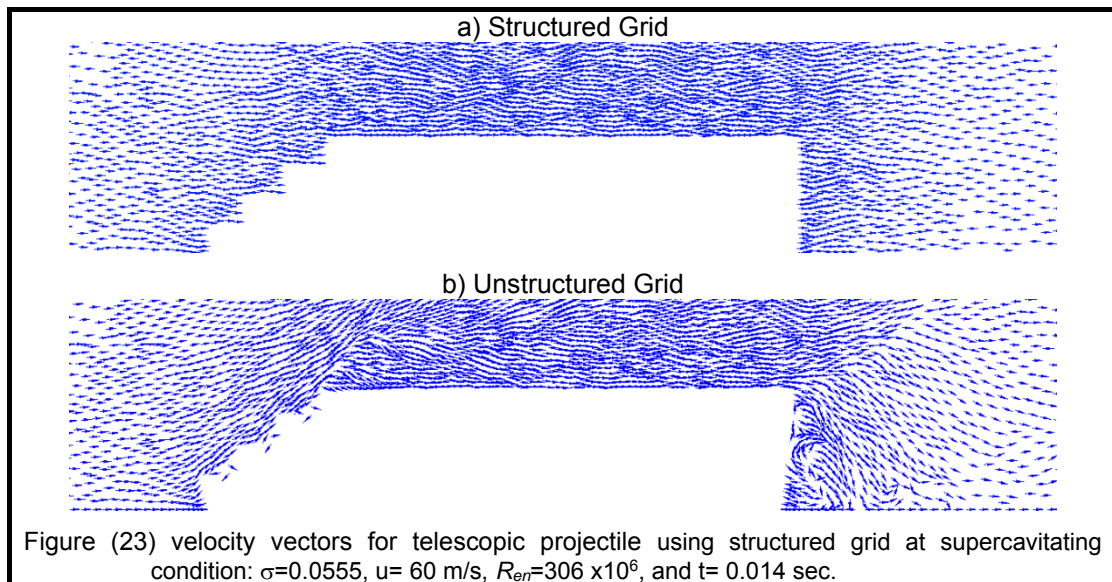 a) Structured Grid
b) Unstructured Grid
Figure (23) velocity vectors for telescopic projectile using structured grid at supercavitating
condition: σ=0.0555, u= 60 m/s, Ren=306 x10⁶, and t= 0.014 sec.